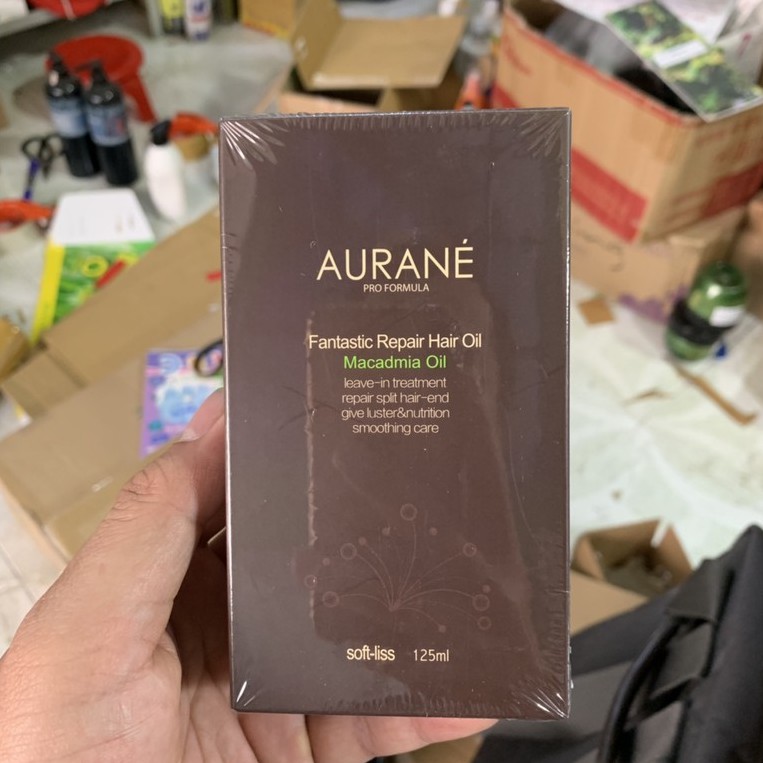 AURANÉ
PRO FORMULA
Fantastic Repair Hair Oil
Macadmia Oil
leave-in treatment
repair split hair-end
give luster&nutrition
smoothing care
soft-liss 125ml